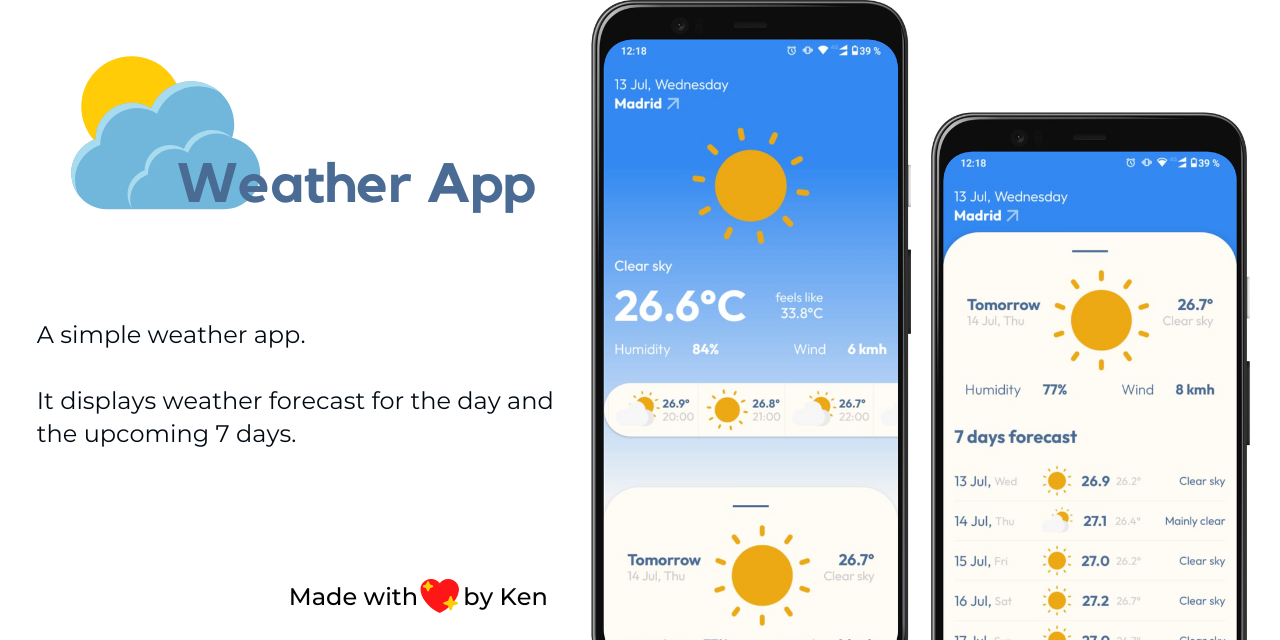 Weather App
A simple weather app.
It displays weather forecast for the day and
the upcoming 7 days.
Made with by Ken
12:18
39 %
13 Jul, Wednesday
Madrid
Clear sky
26.6°C
feels like
33.8°C
Humidity 84% Wind 6 kmh
26.9° 26.8° 26.7°
20:00 21:00 22:00
Tomorrow 26.7°
14 Jul, Thu Clear sky
12:18
39 %
13 Jul, Wednesday
Madrid
Tomorrow 26.7°
14 Jul, Thu Clear sky
Humidity 77% Wind 8 kmh
7 days forecast
13 Jul, Wed 26.9 26.2° Clear sky
14 Jul, Thu 27.1 26.4° Mainly clear
15 Jul, Fri 27.0 26.2° Clear sky
16 Jul, Sat 27.2 26.7° Clear sky